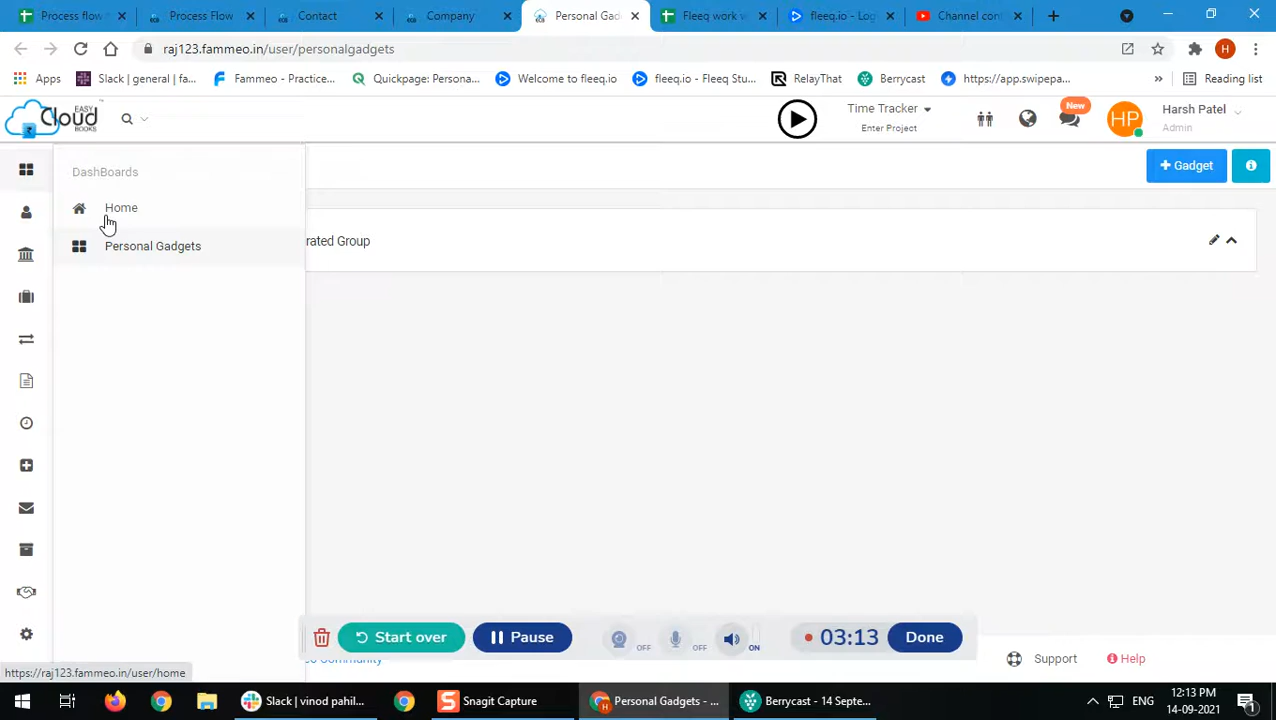 Process flow
Process Flow
Contact
Company
Personal Gad
Fleeq work
fleeq.io - Log
Channel con
raj123.fammeo.in/user/personalgadgets
Apps
Slack | general | fa...
Fammeo - Practice...
Quickpage: Persona...
Welcome to fleeq.io
fleeq.io - Fleeq Stu...
RelayThat
Berrycast
https://app.swipepa...
»
Reading list
EASY
Cloud
BOOKS
Time Tracker
Enter Project
New
HP
Harsh Patel
Admin
DashBoards
+ Gadget
Home
Personal Gadgets
rated Group
Start over
Pause
OFF
OFF
ON
03:13
Done
Community
Support
Help
https://raj123.fammeo.in/user/home
Slack | vinod pahil...
S
Snagit Capture
H
Personal Gadgets - ...
Berrycast - 14 Septe...
ENG
12:13 PM
14-09-2021
1